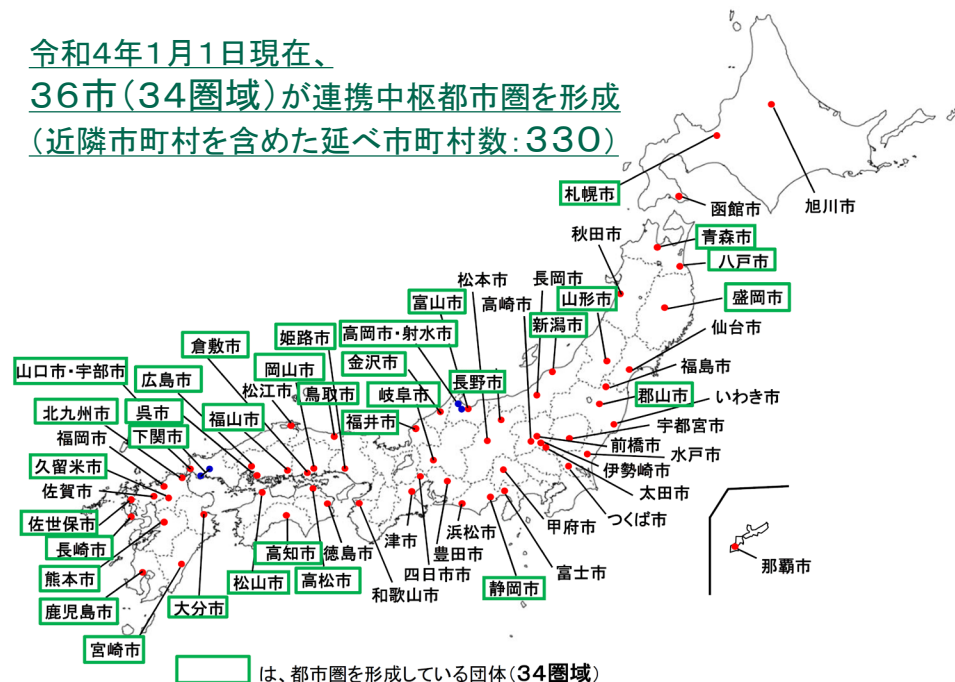 令和4年1月1日現在、
36市(34圏域)が連携中枢都市圏を形成
(近隣市町村を含めた延べ市町村数:330)
札幌市
函館市
旭川市
秋田市
青森市
八戸市
松本市
長岡市
富山市
高崎市
山形市
盛岡市
姫路市
高岡市・射水市
新潟市
仙台市
倉敷市
金沢市
福島市
山口市・宇部市
広島市
岡山市
長野市
松江市
鳥取市
岐阜市
郡山市
いわき市
北九州市
呉市
福山市
福井市
宇都宮市
福岡市
下関市
前橋市
水戸市
久留米市
伊勢崎市
佐賀市
太田市
佐世保市
つくば市
長崎市
高知市
徳島市
津市
浜松市
甲府市
豊田市
熊本市
松山市
高松市
四日市市
富士市
那覇市
鹿児島市
大分市
和歌山市
静岡市
宮崎市
は、都市圏を形成している団体(34圏域)